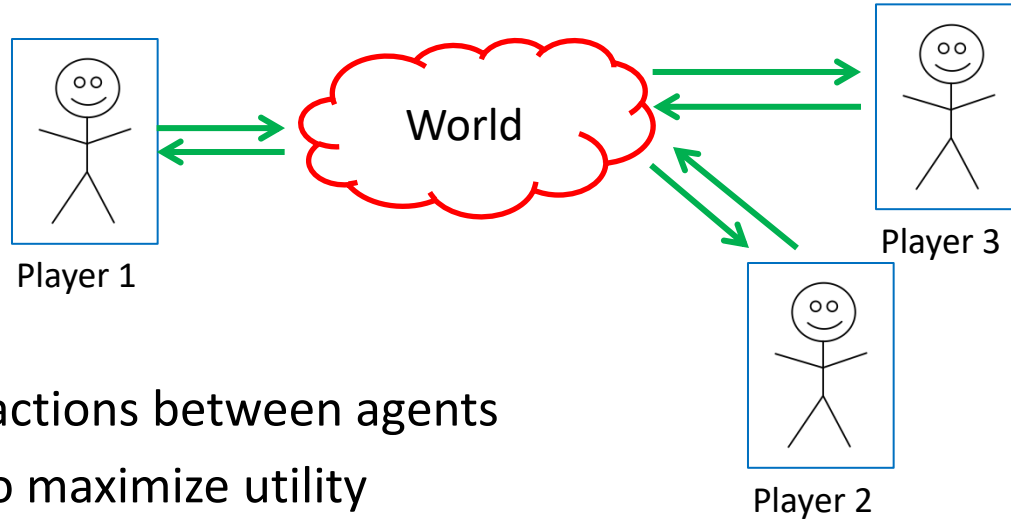 World
Player 1
Player 3
actions between agents
o maximize utility
Player 2